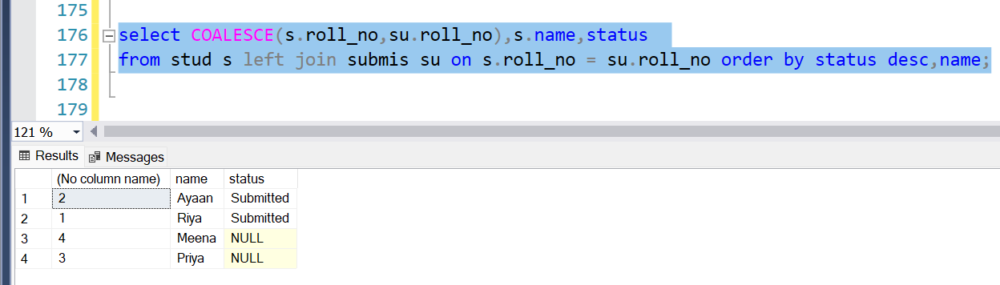 175
176 select COALESCE(s.roll_no,su.roll_no),s.name,status
177 from stud s left join submis su on s.roll_no = su.roll_no order by status desc,name;
178
179
121 %
Results Messages
(No column name) name status
1 2 Ayaan Submitted
2 1 Riya Submitted
3 4 Meena NULL
4 3 Priya NULL